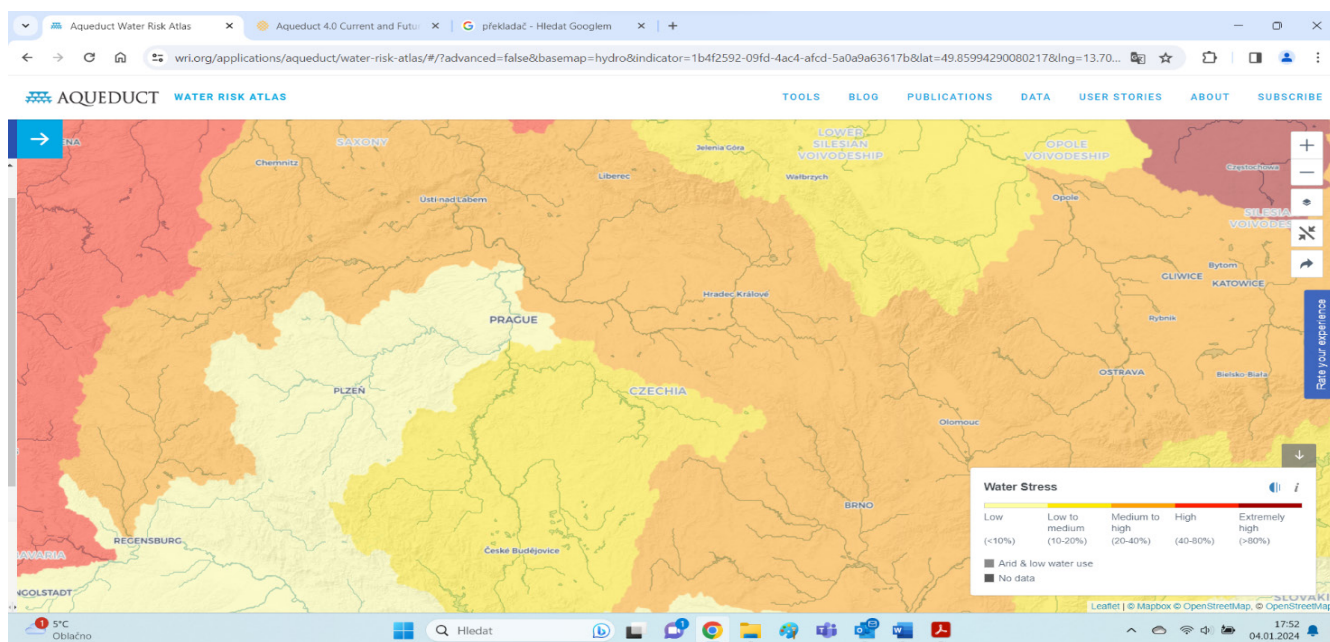 Aqueduct Water Risk Atlas
Aqueduct 4.0 Current and Futu
překladač - Hledat Googlem
wri.org/applications/aqueduct/water-risk-atlas/#/?advanced=false&basemap=hydro&indicator=1b4f2592-09fd-4ac4-afcd-5a0a9a63617b&lat=49.85994290080217&lng=13.70...
AQUEDUCT WATER RISK ATLAS
TOOLS BLOG PUBLICATIONS DATA USER STORIES ABOUT SUBSCRIBE
SAXONY
Chemnitz
Liberec
Jelenia Góra
LOWER
SILESIAN
VOIVODESHIP
Wałbrzych
OPOLE
VOIVODESHIP
Częstochowa
Ústí nad Labem
Opole
SILESIA
VOIVODES
Bytom
GLIWICE
KATOWICE
Hradec Králové
PRAGUE
Rybnik
Rate your experience
OSTRAVA
Bielsko-Biała
PLZEŇ
CZECHIA
Olomouc
BRNO
REGENSBURG
České Budějovice
AVARIA
NGOLSTADT
Water Stress
Low Low to medium Medium to high High Extremely high
(<10%) (10-20%) (20-40%) (40-80%) (>80%)
Arid & low water use
No data
SLOVAKI
Leaflet | © Mapbox © OpenStreetMap, © OpenStreetMap
1
5°C
Oblačno
Hledat
17:52
04.01.2024